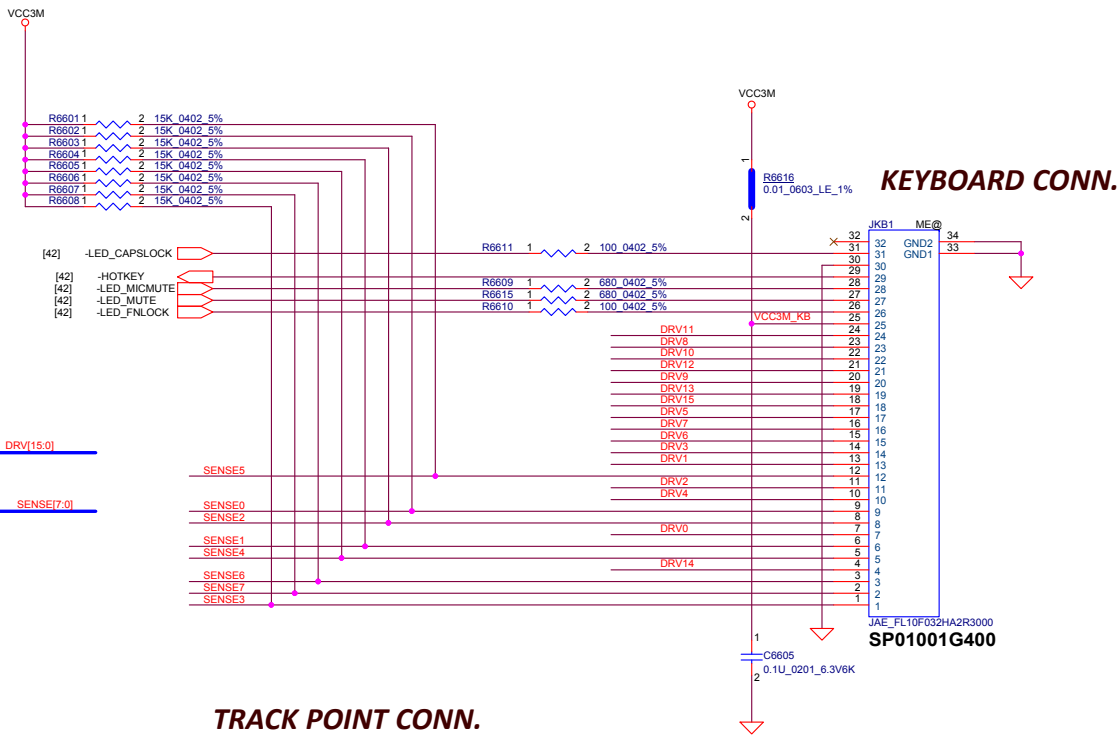 VCC3M
R6601 1 2 15K_0402_5%
R6602 1 2 15K_0402_5%
R6603 1 2 15K_0402_5%
R6604 1 2 15K_0402_5%
R6605 1 2 15K_0402_5%
R6606 1 2 15K_0402_5%
R6607 1 2 15K_0402_5%
R6608 1 2 15K_0402_5%
VCC3M
1
R6616
0.01_0603_LE_1%
2
KEYBOARD CONN.
JKB1 ME@
[42] -LED_CAPSLOCK
R6611 1 2 100_0402_5%
[42] -HOTKEY
[42] -LED_MICMUTE
R6609 1 2 680_0402_5%
[42] -LED_MUTE
R6615 1 2 680_0402_5%
[42] -LED_FNLOCK
R6610 1 2 100_0402_5%
VCC3M_KB
32 32 GND2 34
31 31 GND1 33
30 30
29 29
28 28
27 27
26 26
25 25
DRV11 24 24
DRV8 23 23
DRV10 22 22
DRV12 21 21
DRV9 20 20
DRV13 19 19
DRV15 18 18
DRV5 17 17
DRV7 16 16
DRV6 15 15
DRV3 14 14
DRV1 13 13
SENSE5 12 12
DRV2 11 11
DRV4 10 10
SENSE0 9 9
SENSE2 8 8
DRV0 7 7
SENSE1 6 6
SENSE4 5 5
DRV14 4 4
SENSE6 3 3
SENSE7 2 2
SENSE3 1 1
DRV[15:0]
SENSE[7:0]
JAE_FL10F032HA2R3000
SP01001G400
1
C6605
0.1U_0201_6.3V6K
2
TRACK POINT CONN.